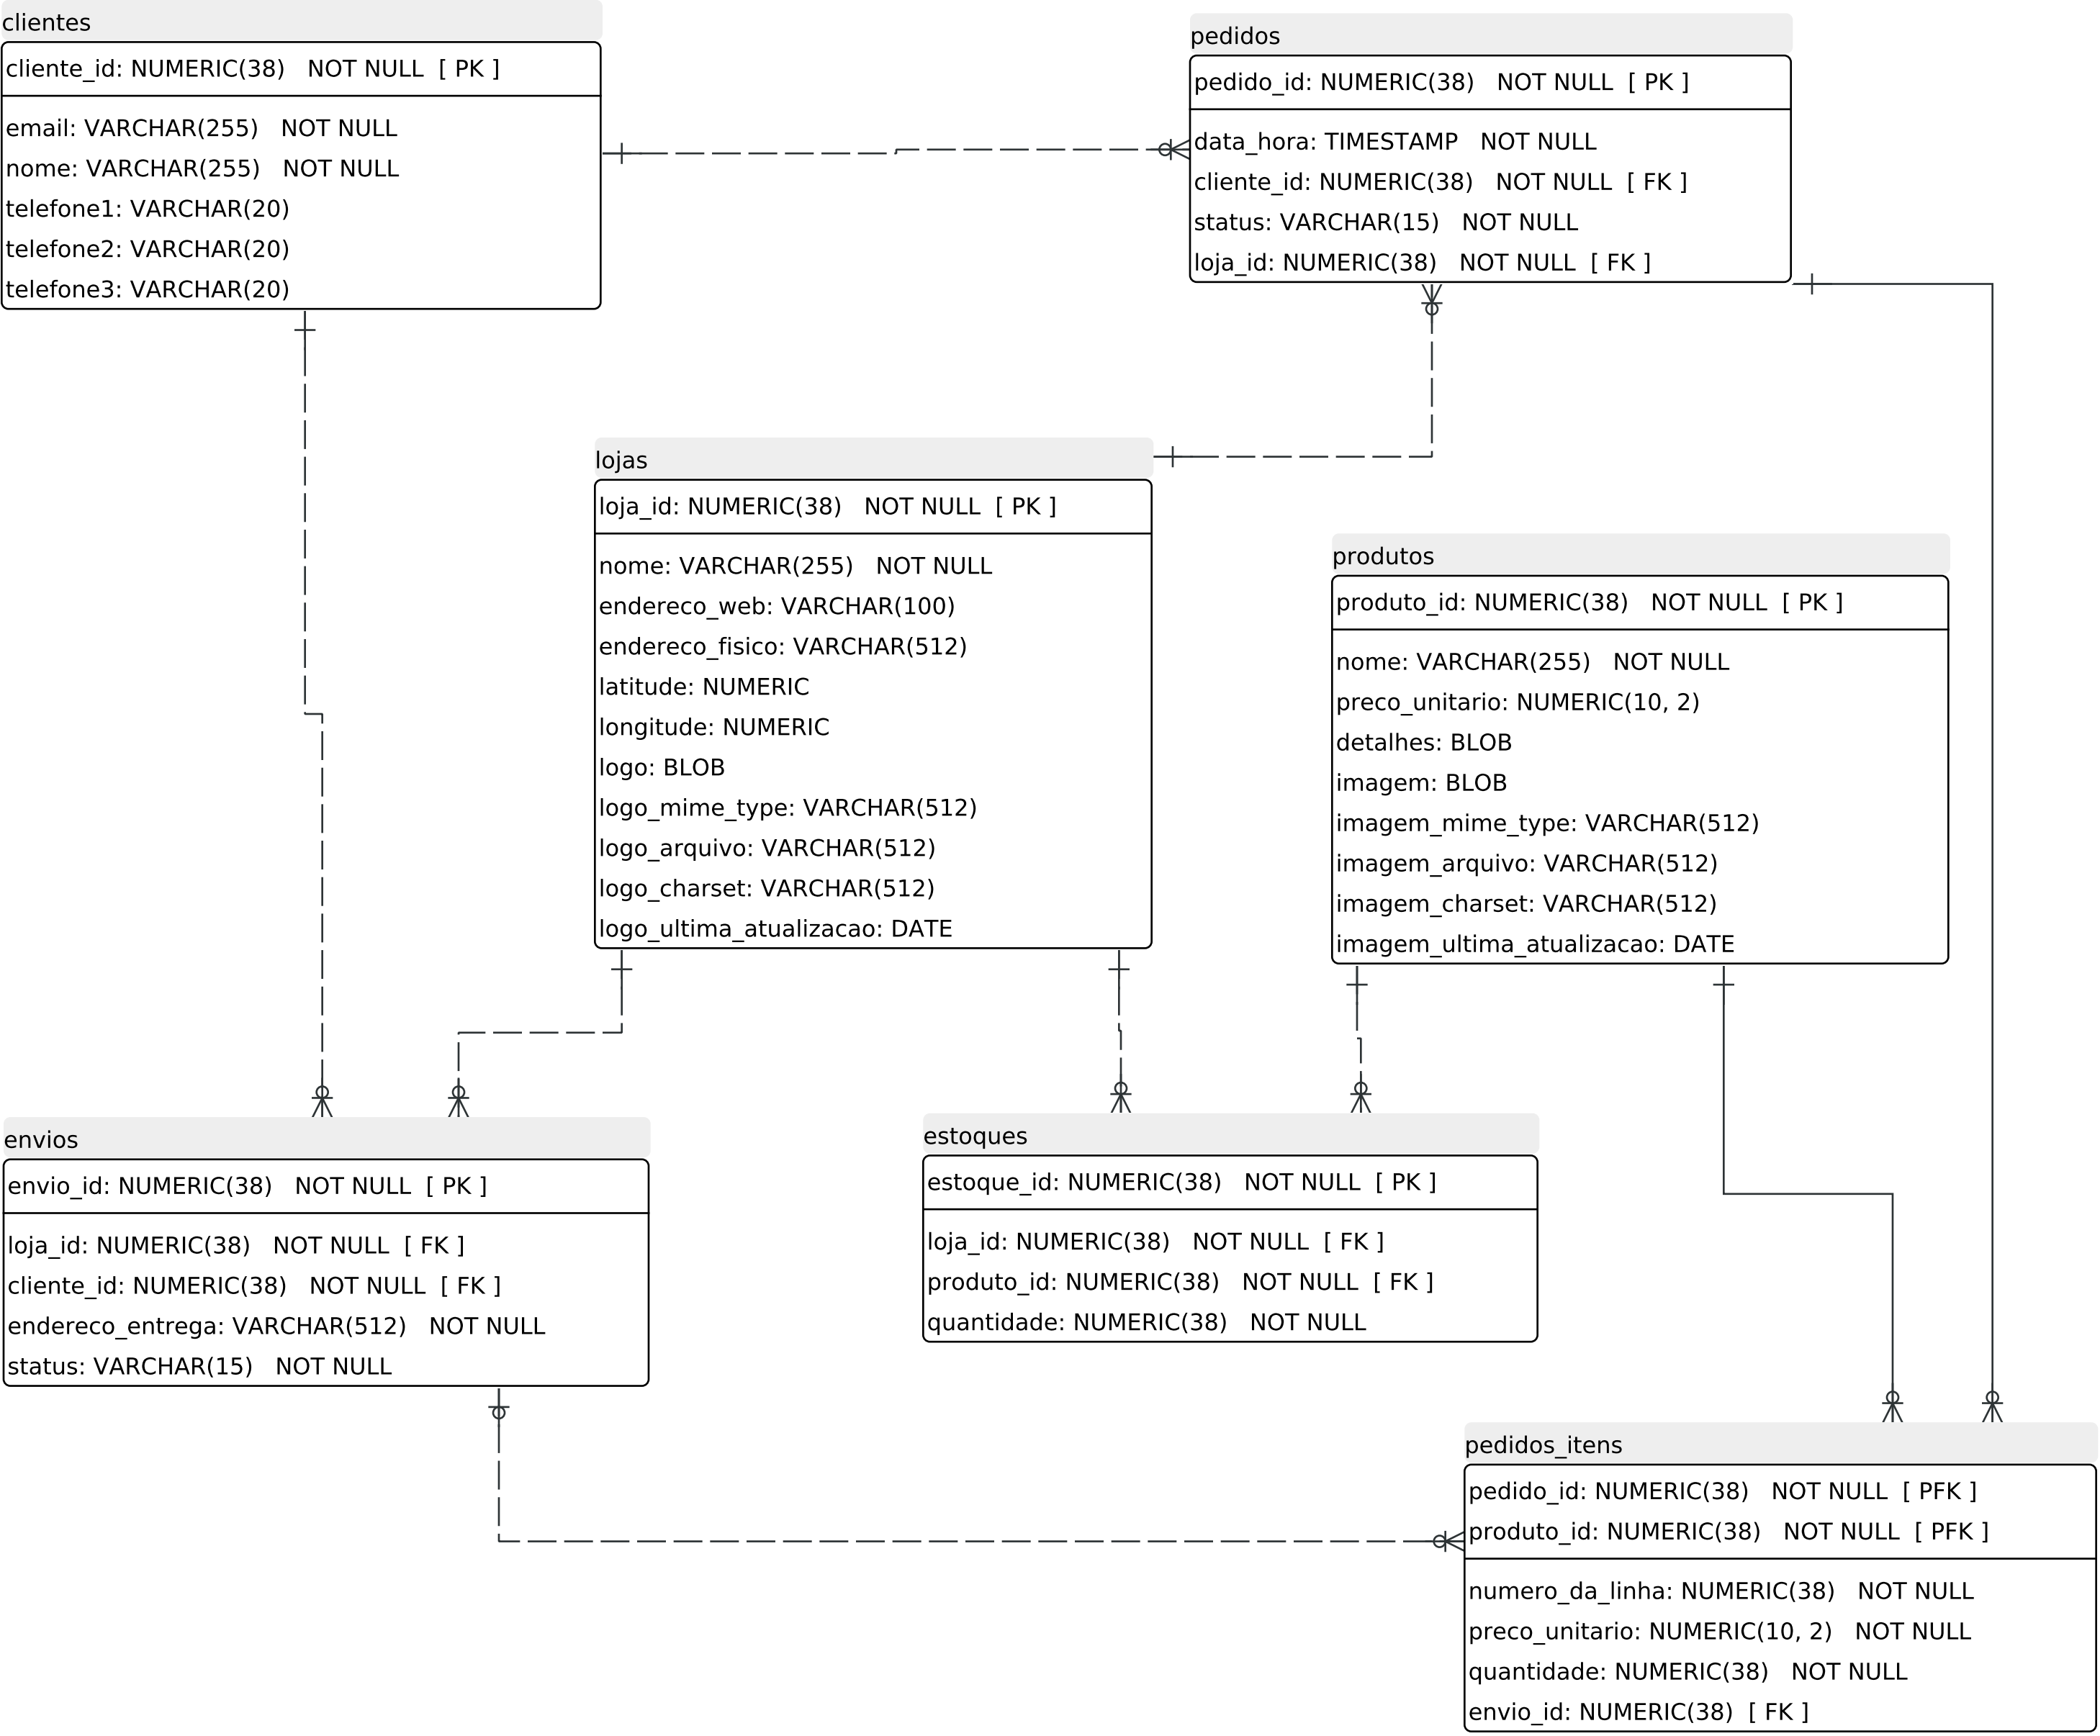 clientes
cliente_id: NUMERIC(38)   NOT NULL  [ PK ]
email: VARCHAR(255)   NOT NULL
nome: VARCHAR(255)   NOT NULL
telefone1: VARCHAR(20)
telefone2: VARCHAR(20)
telefone3: VARCHAR(20)
pedidos
pedido_id: NUMERIC(38)   NOT NULL  [ PK ]
data_hora: TIMESTAMP   NOT NULL
cliente_id: NUMERIC(38)   NOT NULL  [ FK ]
status: VARCHAR(15)   NOT NULL
loja_id: NUMERIC(38)   NOT NULL  [ FK ]
lojas
loja_id: NUMERIC(38)   NOT NULL  [ PK ]
nome: VARCHAR(255)   NOT NULL
endereco_web: VARCHAR(100)
endereco_fisico: VARCHAR(512)
latitude: NUMERIC
longitude: NUMERIC
logo: BLOB
logo_mime_type: VARCHAR(512)
logo_arquivo: VARCHAR(512)
logo_charset: VARCHAR(512)
logo_ultima_atualizacao: DATE
produtos
produto_id: NUMERIC(38)   NOT NULL  [ PK ]
nome: VARCHAR(255)   NOT NULL
preco_unitario: NUMERIC(10, 2)
detalhes: BLOB
imagem: BLOB
imagem_mime_type: VARCHAR(512)
imagem_arquivo: VARCHAR(512)
imagem_charset: VARCHAR(512)
imagem_ultima_atualizacao: DATE
envios
envio_id: NUMERIC(38)   NOT NULL  [ PK ]
loja_id: NUMERIC(38)   NOT NULL  [ FK ]
cliente_id: NUMERIC(38)   NOT NULL  [ FK ]
endereco_entrega: VARCHAR(512)   NOT NULL
status: VARCHAR(15)   NOT NULL
estoques
estoque_id: NUMERIC(38)   NOT NULL  [ PK ]
loja_id: NUMERIC(38)   NOT NULL  [ FK ]
produto_id: NUMERIC(38)   NOT NULL  [ FK ]
quantidade: NUMERIC(38)   NOT NULL
pedidos_itens
pedido_id: NUMERIC(38)   NOT NULL  [ PFK ]
produto_id: NUMERIC(38)   NOT NULL  [ PFK ]
numero_da_linha: NUMERIC(38)   NOT NULL
preco_unitario: NUMERIC(10, 2)   NOT NULL
quantidade: NUMERIC(38)   NOT NULL
envio_id: NUMERIC(38)  [ FK ]